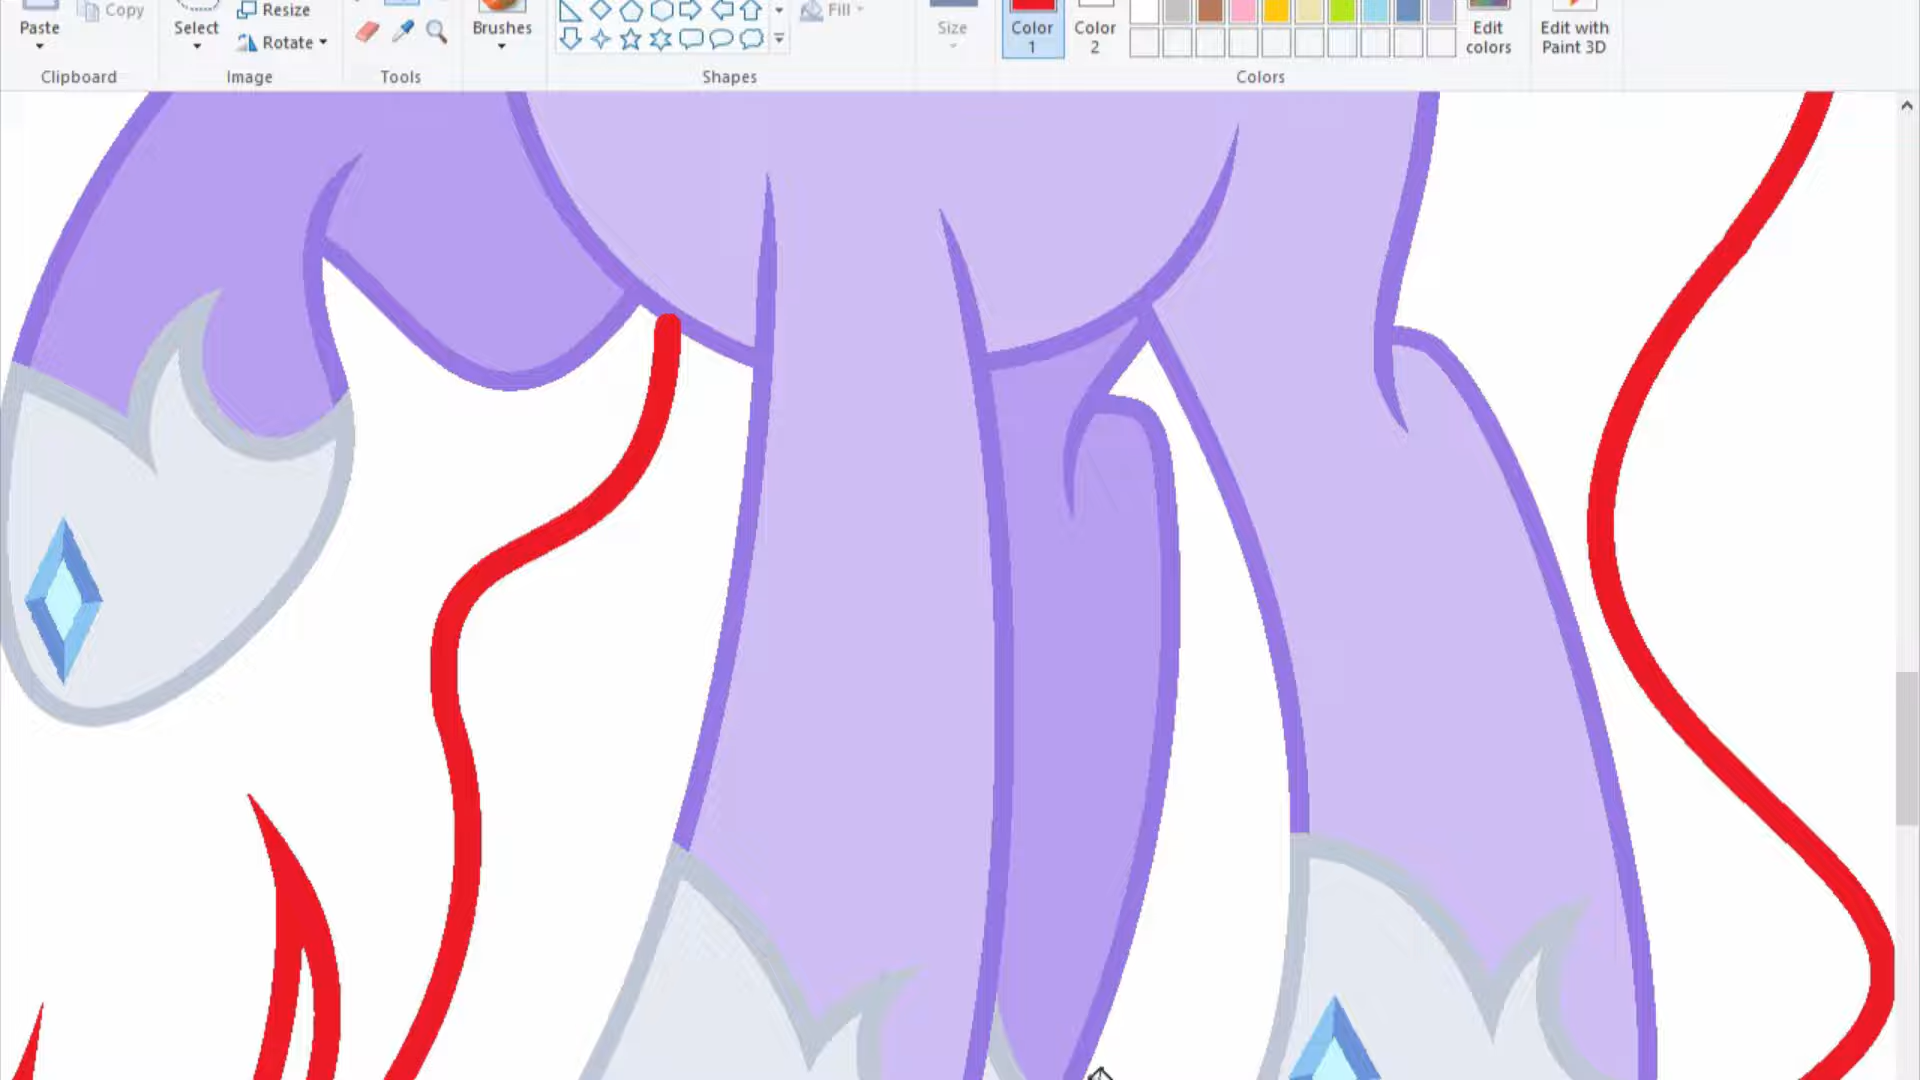 Paste
Copy
Select
Resize
Rotate
Brushes
Fill
Size
Color
1
Color
2
Edit
colors
Edit with
Paint 3D
Clipboard
Image
Tools
Shapes
Colors